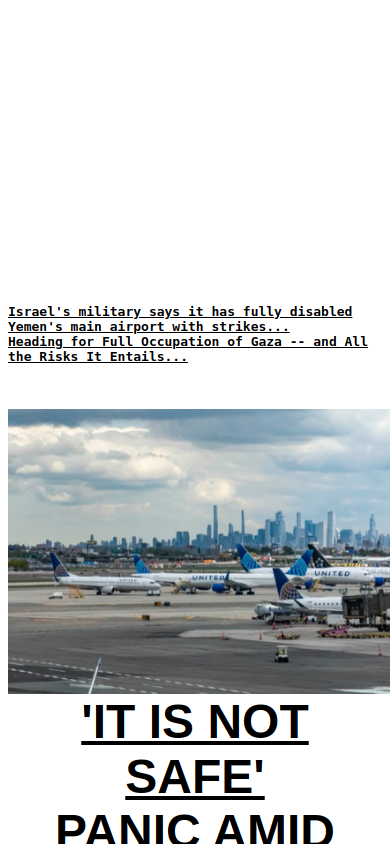 Israel's military says it has fully disabled
Yemen's main airport with strikes...
Heading for Full Occupation of Gaza -- and All
the Risks It Entails...
UNITED
UNITED
UNITED
'IT IS NOT
SAFE'
PANIC AMID